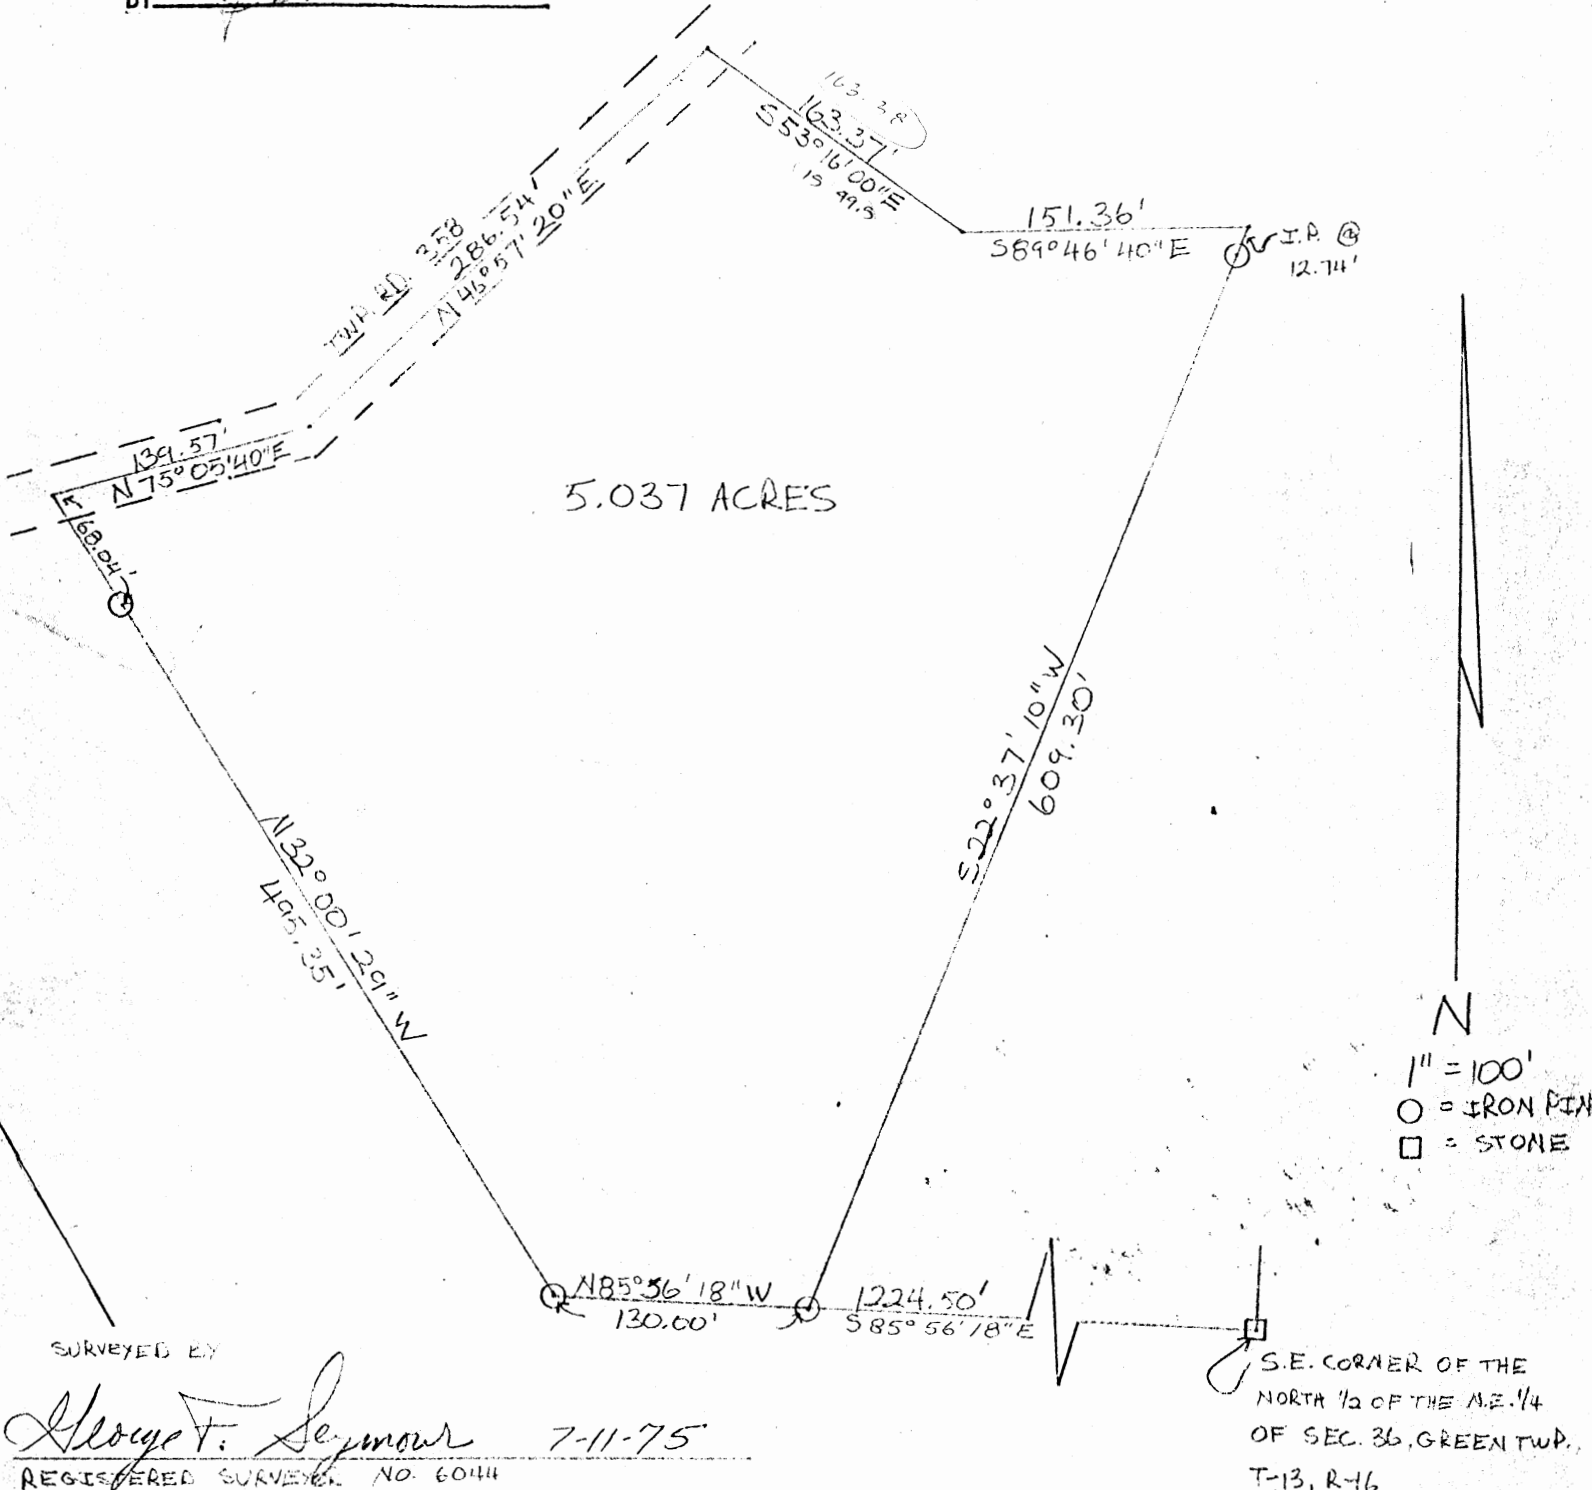 BY
163.28
163.37'
S53°16'00"E
151.36'
S89°46'40"E
I.P. @
12.74'
TWP. RD. 358
286.54'
N46°57'20"E
139.57'
N75°05'40"E
68.04'
5.037 ACRES
S22°37'10"W
609.30'
N32°00'29"W
495.35'
N
1" = 100'
O = IRON PIN
□ = STONE
N85°56'18"W
130.00'
1224.50'
S85°56'18"E
S.E. CORNER OF THE
NORTH 1/2 OF THE N.E. 1/4
OF SEC. 36, GREEN TWP.,
T-13, R-16
SURVEYED BY
George F. Seymour 7-11-75
REGISTERED SURVEYOR NO. 6044